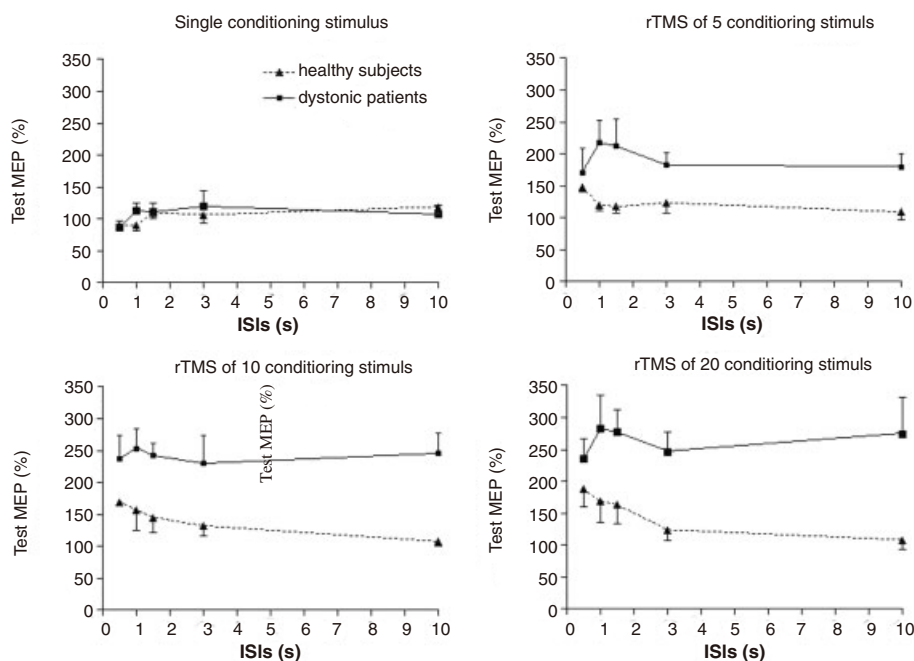 Single conditioning stimulus
Test MEP (%)
350
300
250
200
150
100
50
0
healthy subjects
dystonic patients
0 1 2 3 4 5 6 7 8 9 10
ISIs (s)
rTMS of 5 conditioring stimuls
Test MEP (%)
350
300
250
200
150
100
50
0
0 1 2 3 4 5 6 7 8 9 10
ISIs (s)
rTMS of 10 conditioring stimuls
Test MEP (%)
Test MEP (%)
350
300
250
200
150
100
50
0
0 1 2 3 4 5 6 7 8 9 10
ISIs (s)
rTMS of 20 conditioring stimuls
Test MEP (%)
350
300
250
200
150
100
50
0
0 1 2 3 4 5 6 7 8 9 10
ISIs (s)